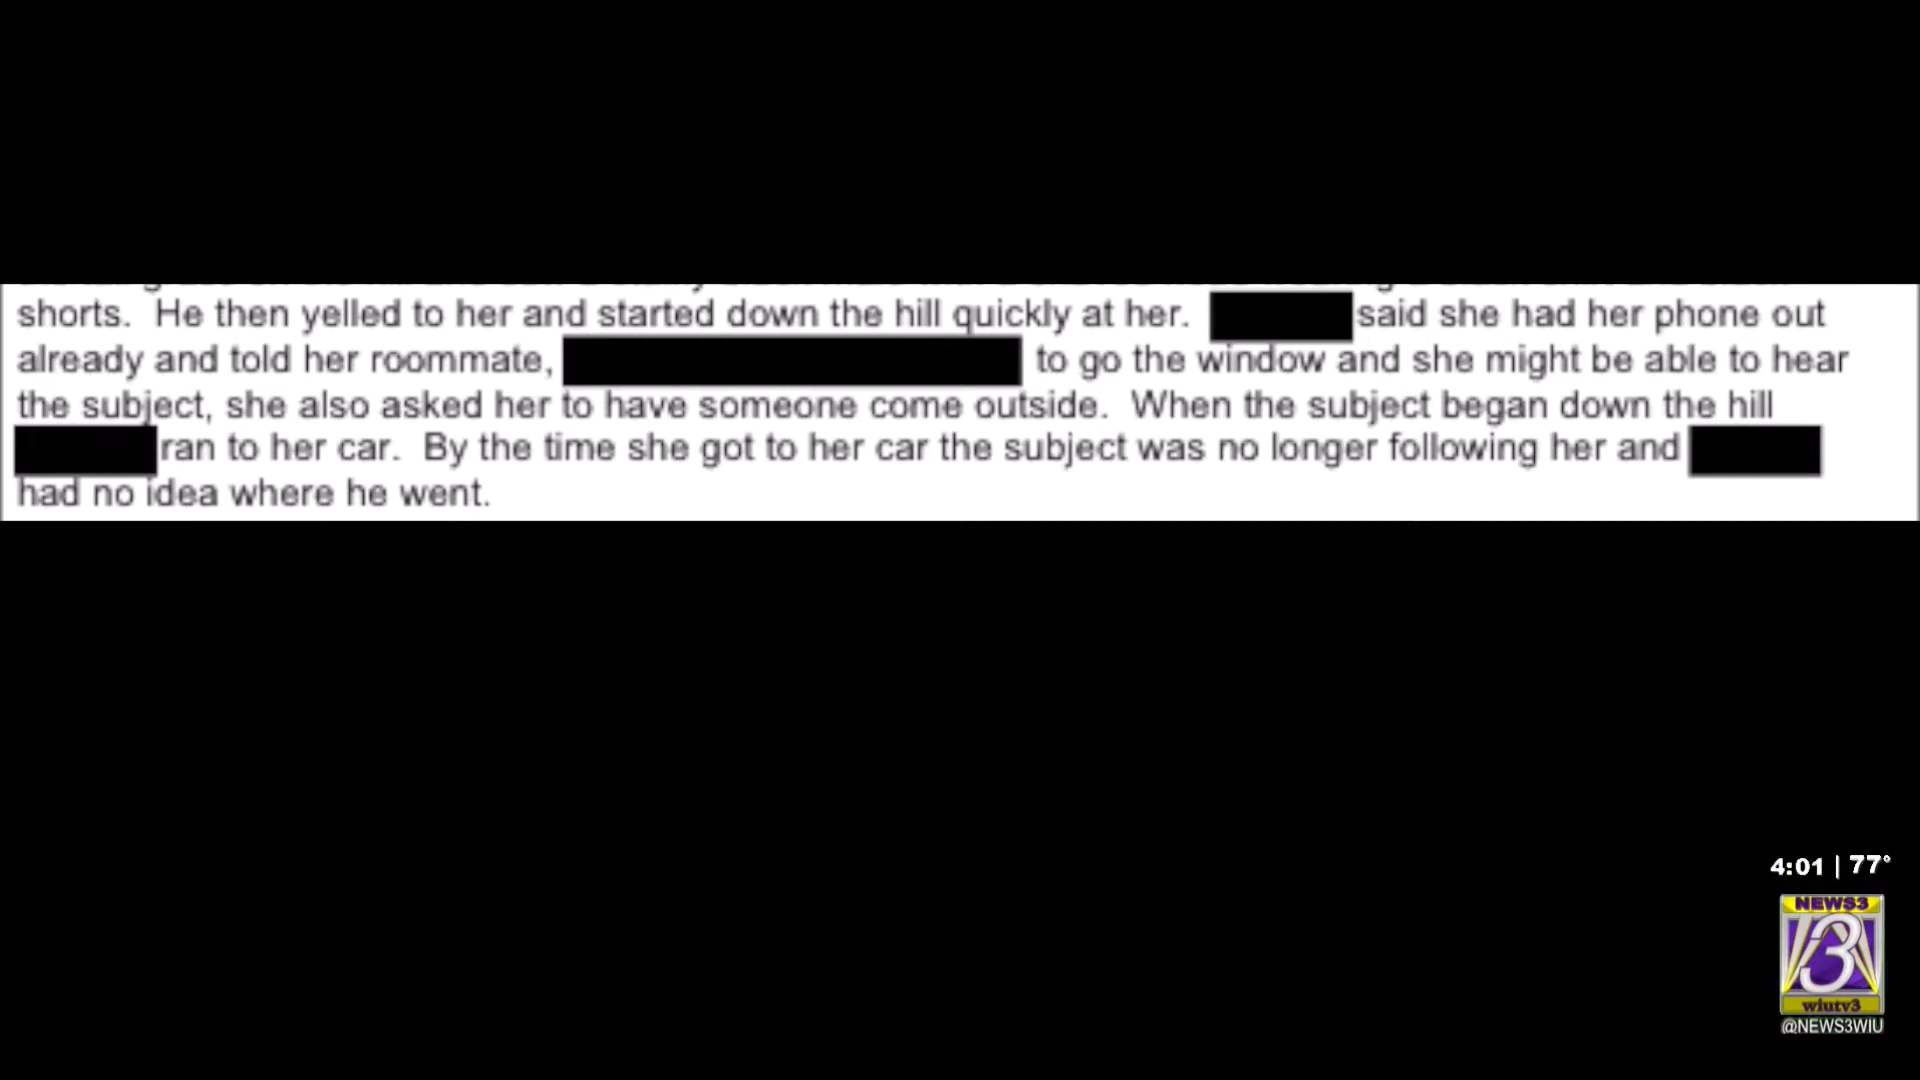 shorts. He then yelled to her and started down the hill quickly at her. said she had her phone out
already and told her roommate, to go the window and she might be able to hear
the subject, she also asked her to have someone come outside. When the subject began down the hill
ran to her car. By the time she got to her car the subject was no longer following her and
had no idea where he went.
4:01 | 77°
NEWS3
3
wiutv3
@NEWS3WIU